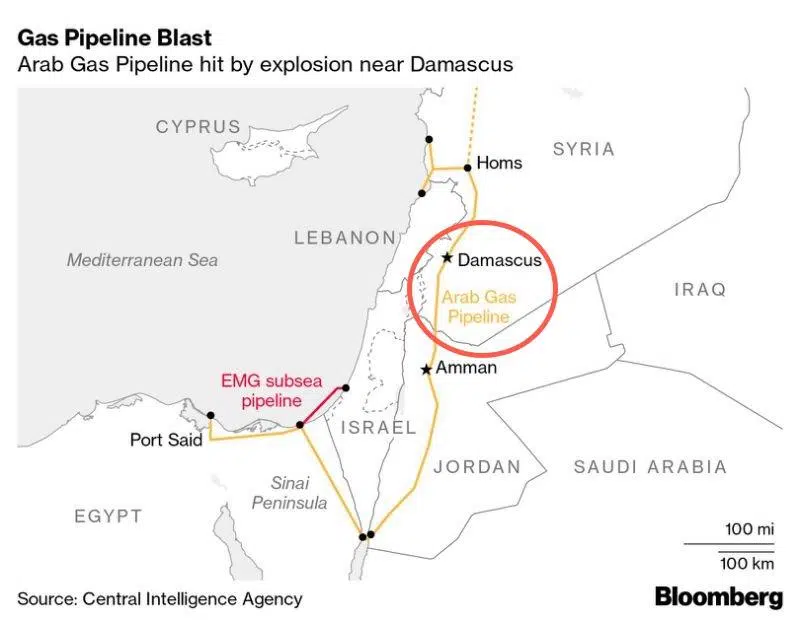 Gas Pipeline Blast
Arab Gas Pipeline hit by explosion near Damascus
CYPRUS
Homs
SYRIA
LEBANON
Mediterranean Sea
Damascus
IRAQ
Arab Gas
Pipeline
Amman
EMG subsea
pipeline
Port Said
ISRAEL
JORDAN
SAUDI ARABIA
Sinai
Peninsula
EGYPT
100 mi
100 km
Source: Central Intelligence Agency
Bloomberg